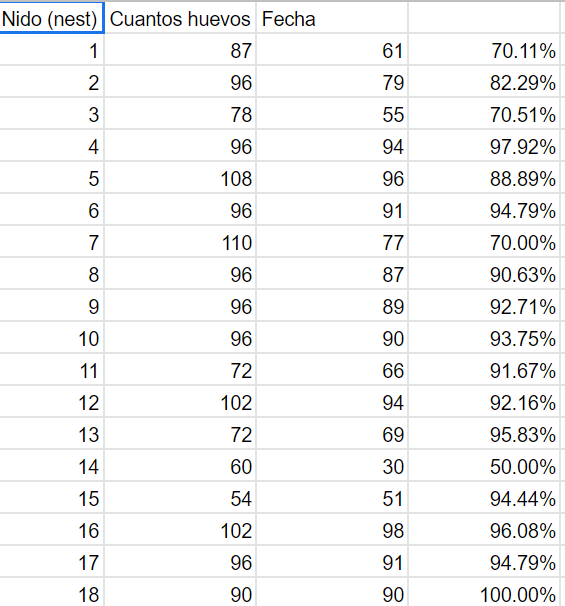 Nido (nest) Cuantos huevos Fecha
1 87 61 70.11%
2 96 79 82.29%
3 78 55 70.51%
4 96 94 97.92%
5 108 96 88.89%
6 96 91 94.79%
7 110 77 70.00%
8 96 87 90.63%
9 96 89 92.71%
10 96 90 93.75%
11 72 66 91.67%
12 102 94 92.16%
13 72 69 95.83%
14 60 30 50.00%
15 54 51 94.44%
16 102 98 96.08%
17 96 91 94.79%
18 90 90 100.00%